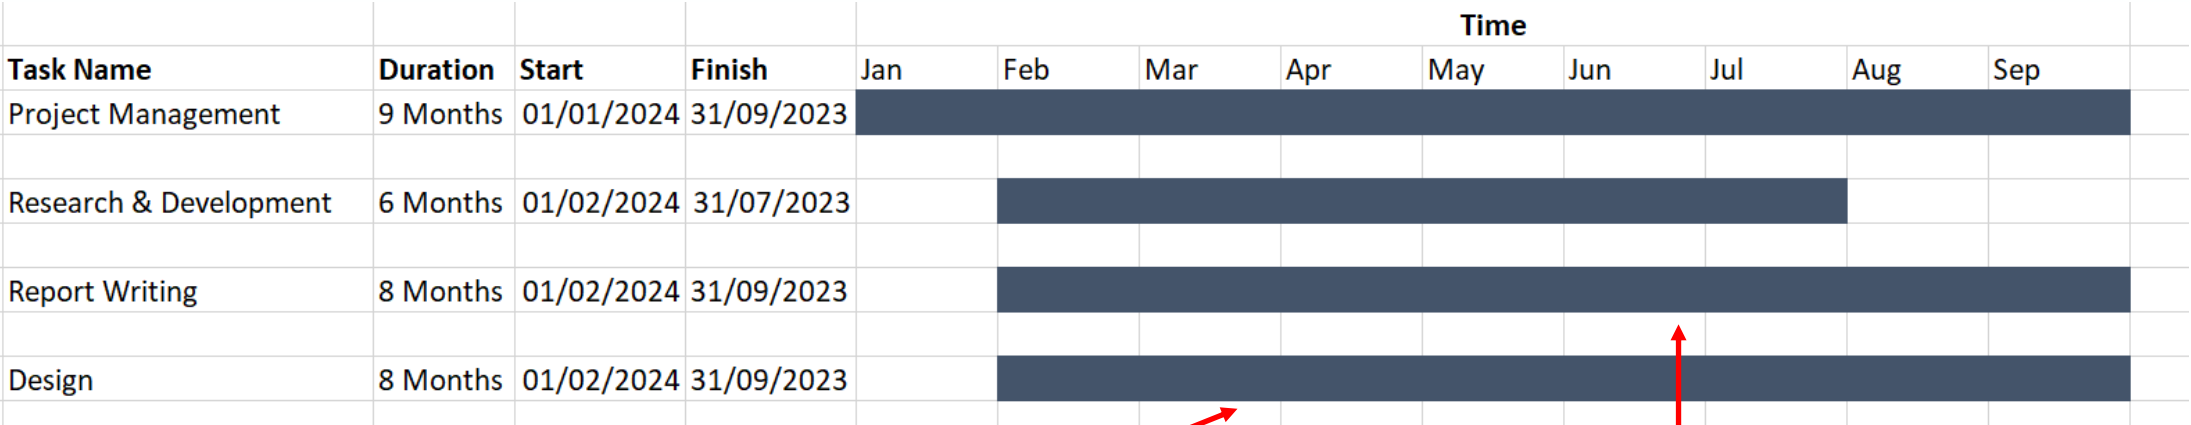 Time
Task Name Duration Start Finish Jan Feb Mar Apr May Jun Jul Aug Sep
Project Management 9 Months 01/01/2024 31/09/2023
Research & Development 6 Months 01/02/2024 31/07/2023
Report Writing 8 Months 01/02/2024 31/09/2023
Design 8 Months 01/02/2024 31/09/2023